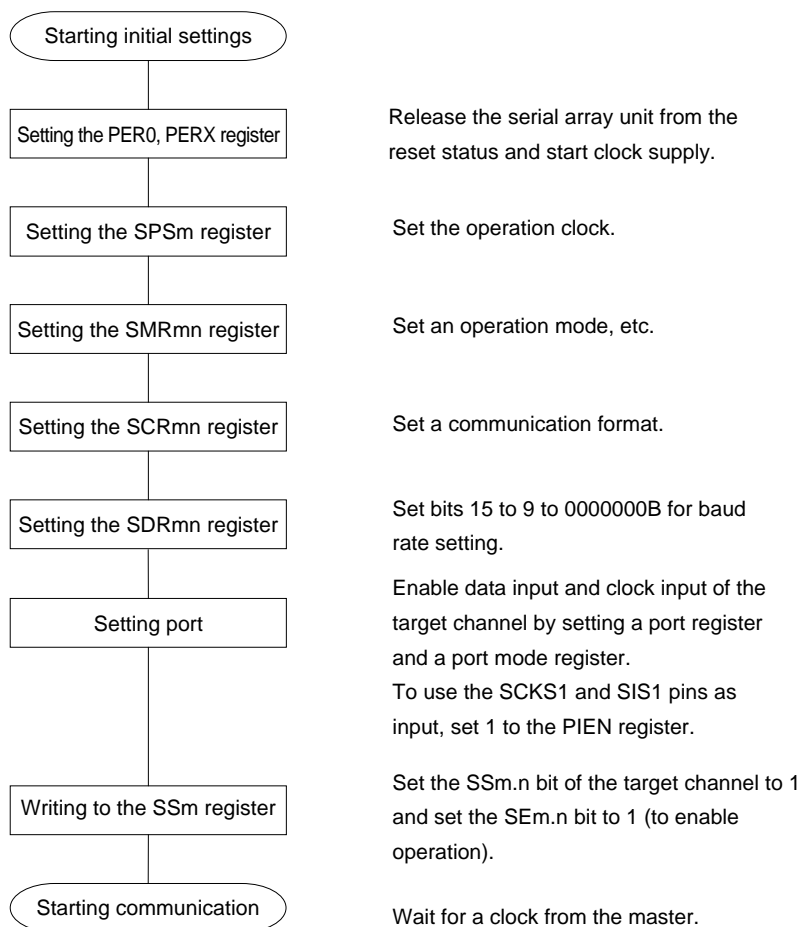 Starting initial settings
Setting the PER0, PERX register
Release the serial array unit from the
reset status and start clock supply.
Setting the SPSm register
Set the operation clock.
Setting the SMRmn register
Set an operation mode, etc.
Setting the SCRmn register
Set a communication format.
Setting the SDRmn register
Set bits 15 to 9 to 0000000B for baud
rate setting.
Setting port
Enable data input and clock input of the
target channel by setting a port register
and a port mode register.
To use the SCKS1 and SIS1 pins as
input, set 1 to the PIEN register.
Writing to the SSm register
Set the SSm.n bit of the target channel to 1
and set the SEm.n bit to 1 (to enable
operation).
Starting communication
Wait for a clock from the master.